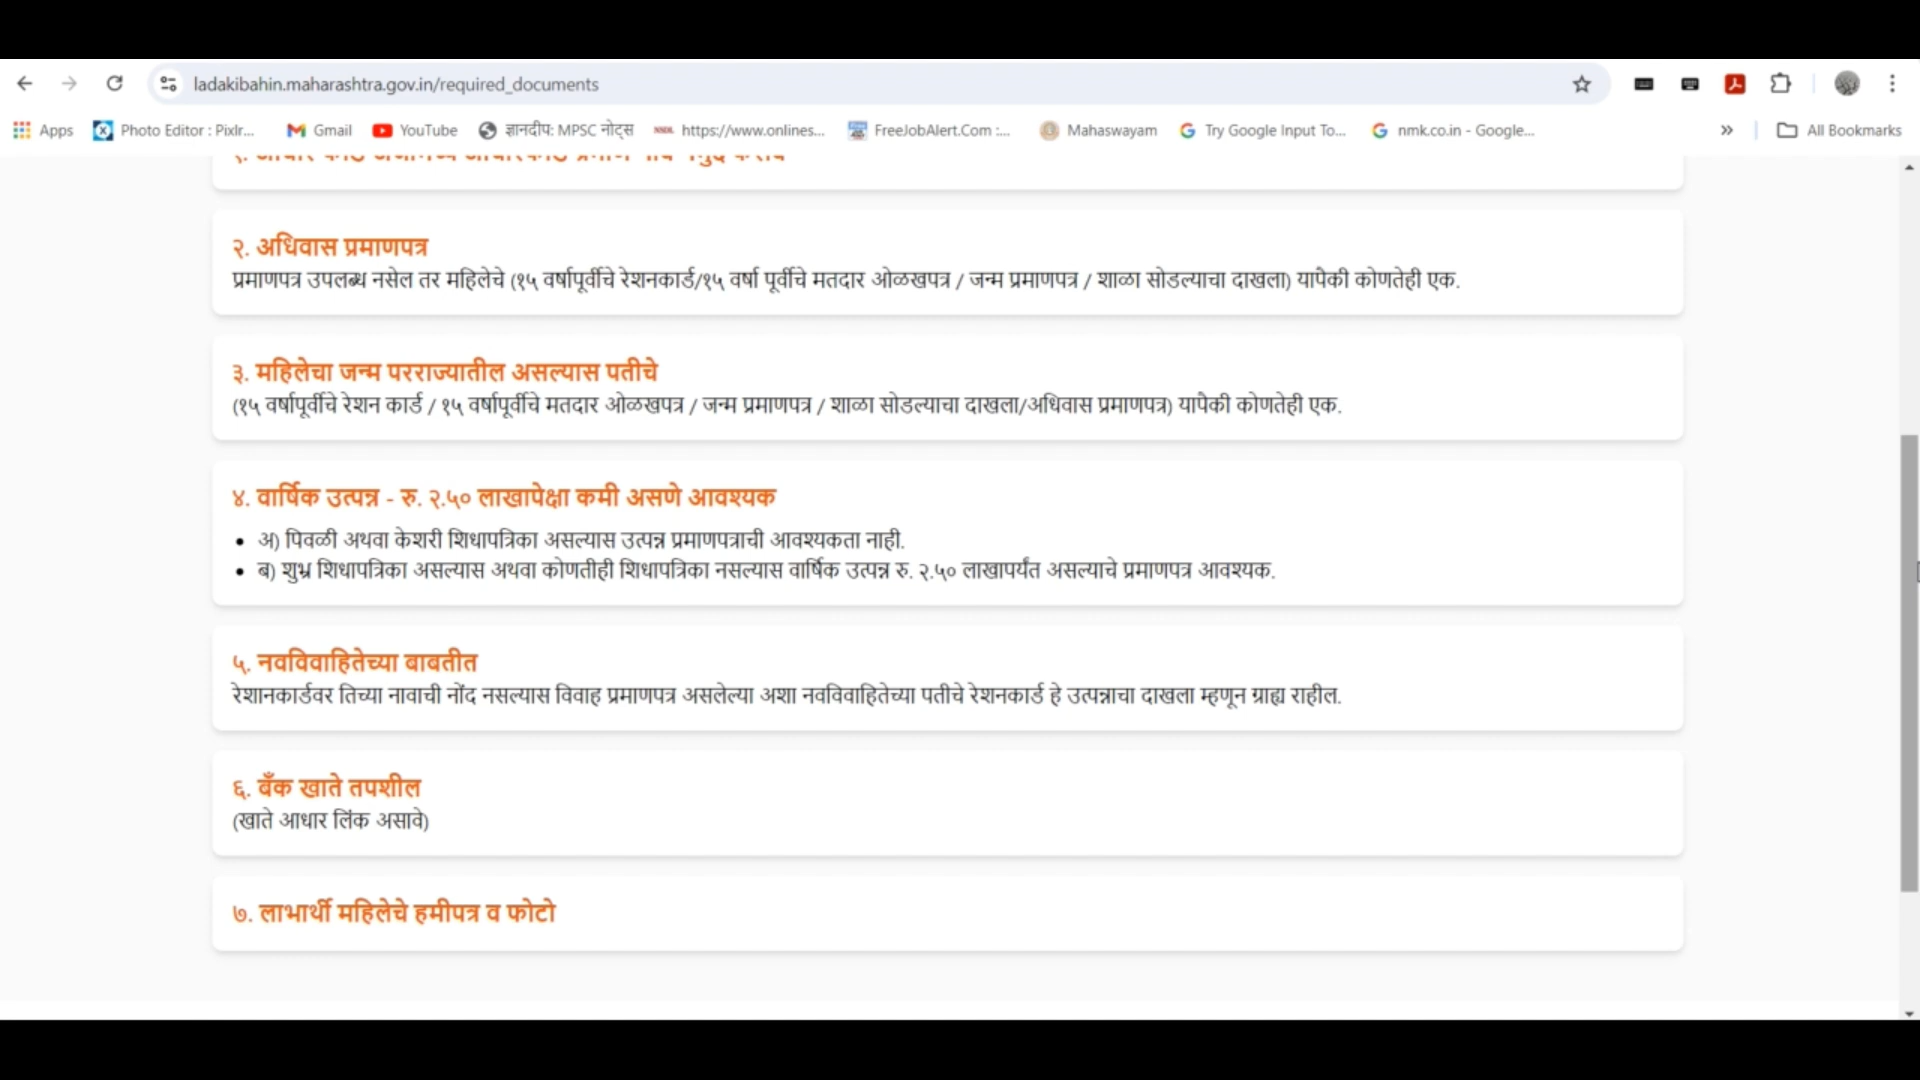 ladakibahin.maharashtra.gov.in/required_documents
Apps Photo Editor : Pixlr... Gmail YouTube ज्ञानदीप: MPSC नोट्स NSDL https://www.onlines... FreeJobAlert.Com :... Mahaswayam Try Google Input To... nmk.co.in - Google... » All Bookmarks
२. अधिवास प्रमाणपत्र
प्रमाणपत्र उपलब्ध नसेल तर महिलेचे (१५ वर्षापूर्वीचे रेशनकार्ड/१५ वर्षा पूर्वीचे मतदार ओळखपत्र / जन्म प्रमाणपत्र / शाळा सोडल्याचा दाखला) यापैकी कोणतेही एक.
३. महिलेचा जन्म परराज्यातील असल्यास पतीचे
(१५ वर्षापूर्वीचे रेशन कार्ड / १५ वर्षापूर्वीचे मतदार ओळखपत्र / जन्म प्रमाणपत्र / शाळा सोडल्याचा दाखला/अधिवास प्रमाणपत्र) यापैकी कोणतेही एक.
४. वार्षिक उत्पन्न - रु. २.५० लाखापेक्षा कमी असणे आवश्यक
• अ) पिवळी अथवा केशरी शिधापत्रिका असल्यास उत्पन्न प्रमाणपत्राची आवश्यकता नाही.
• ब) शुभ्र शिधापत्रिका असल्यास अथवा कोणतीही शिधापत्रिका नसल्यास वार्षिक उत्पन्न रु. २.५० लाखापर्यंत असल्याचे प्रमाणपत्र आवश्यक.
५. नवविवाहितेच्या बाबतीत
रेशानकार्डवर तिच्या नावाची नोंद नसल्यास विवाह प्रमाणपत्र असलेल्या अशा नवविवाहितेच्या पतीचे रेशनकार्ड हे उत्पन्नाचा दाखला म्हणून ग्राह्य राहील.
६. बँक खाते तपशील
(खाते आधार लिंक असावे)
७. लाभार्थी महिलेचे हमीपत्र व फोटो